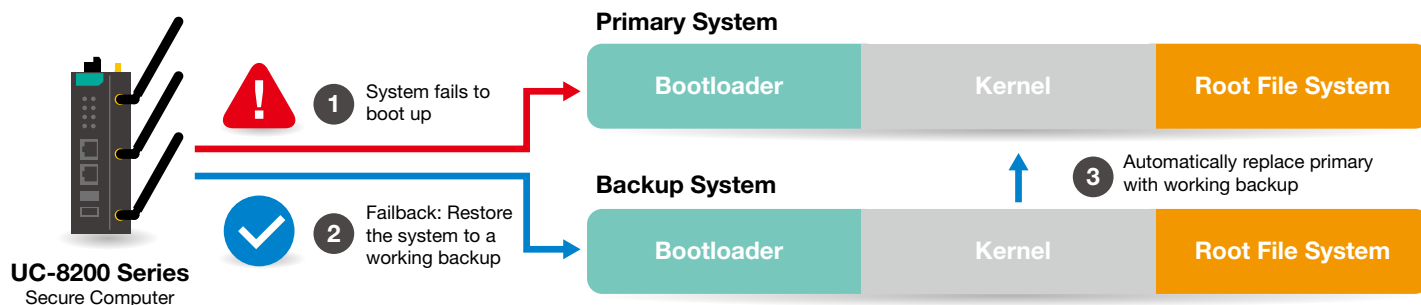 Primary System
Bootloader
Kernel
Root File System
1
System fails to
boot up
2
Failback: Restore
the system to a
working backup
3
Automatically replace primary
with working backup
Backup System
Bootloader
Kernel
Root File System
UC-8200 Series
Secure Computer